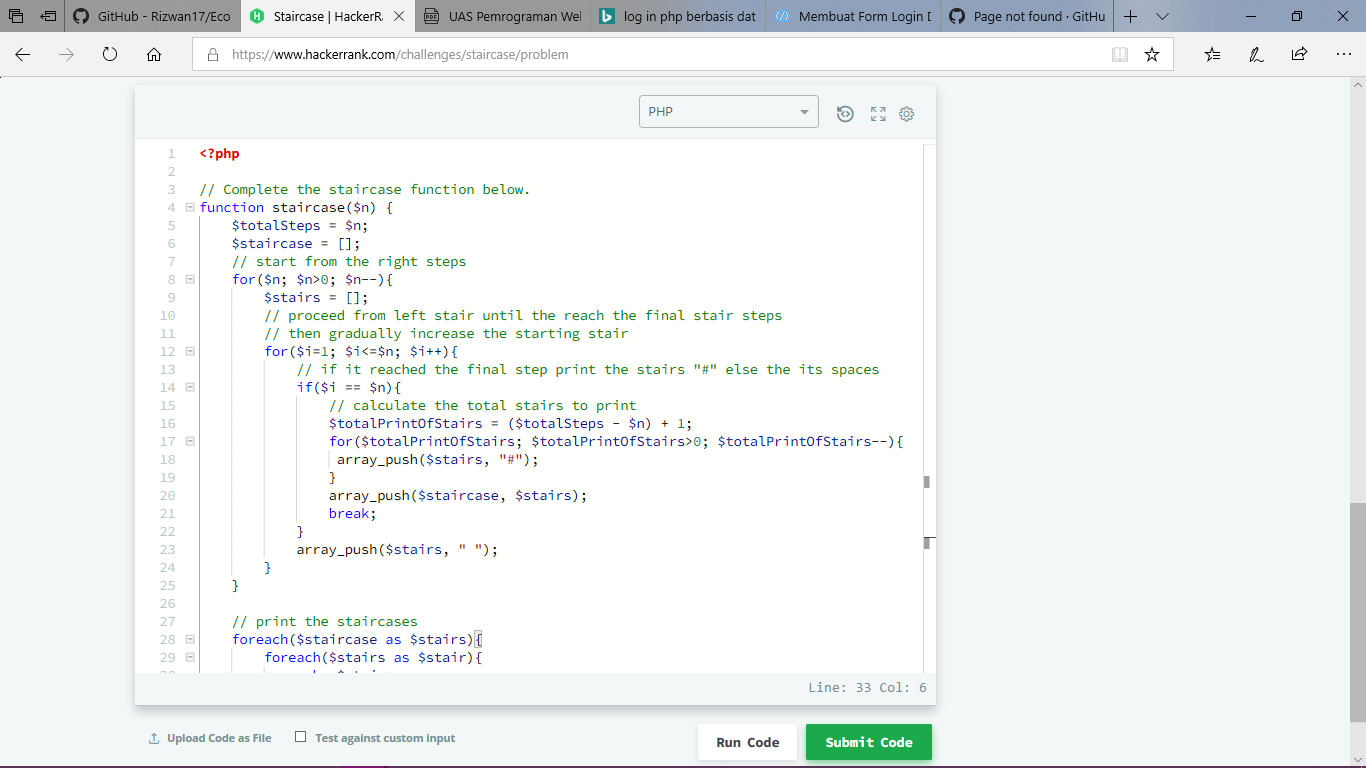 GitHub - Rizwan17/Eco
Staircase | HackerR
UAS Pemrograman Wel
log in php berbasis dat
Membuat Form Login D
Page not found · GitHu
https://www.hackerrank.com/challenges/staircase/problem
PHP
1 <?php
2
3 // Complete the staircase function below.
4 function staircase($n) {
5 $totalSteps = $n;
6 $staircase = [];
7 // start from the right steps
8 for($n; $n>0; $n--){
9 $stairs = [];
10 // proceed from left stair until the reach the final stair steps
11 // then gradually increase the starting stair
12 for($i=1; $i<=$n; $i++){
13 // if it reached the final step print the stairs "#" else the its spaces
14 if($i == $n){
15 // calculate the total stairs to print
16 $totalPrintOfStairs = ($totalSteps - $n) + 1;
17 for($totalPrintOfStairs; $totalPrintOfStairs>0; $totalPrintOfStairs--){
18 array_push($stairs, "#");
19 }
20 array_push($staircase, $stairs);
21 break;
22 }
23 array_push($stairs, " ");
24 }
25 }
26
27 // print the staircases
28 foreach($staircase as $stairs){
29 foreach($stairs as $stair){
Line: 33 Col: 6
Upload Code as File
Test against custom input
Run Code
Submit Code